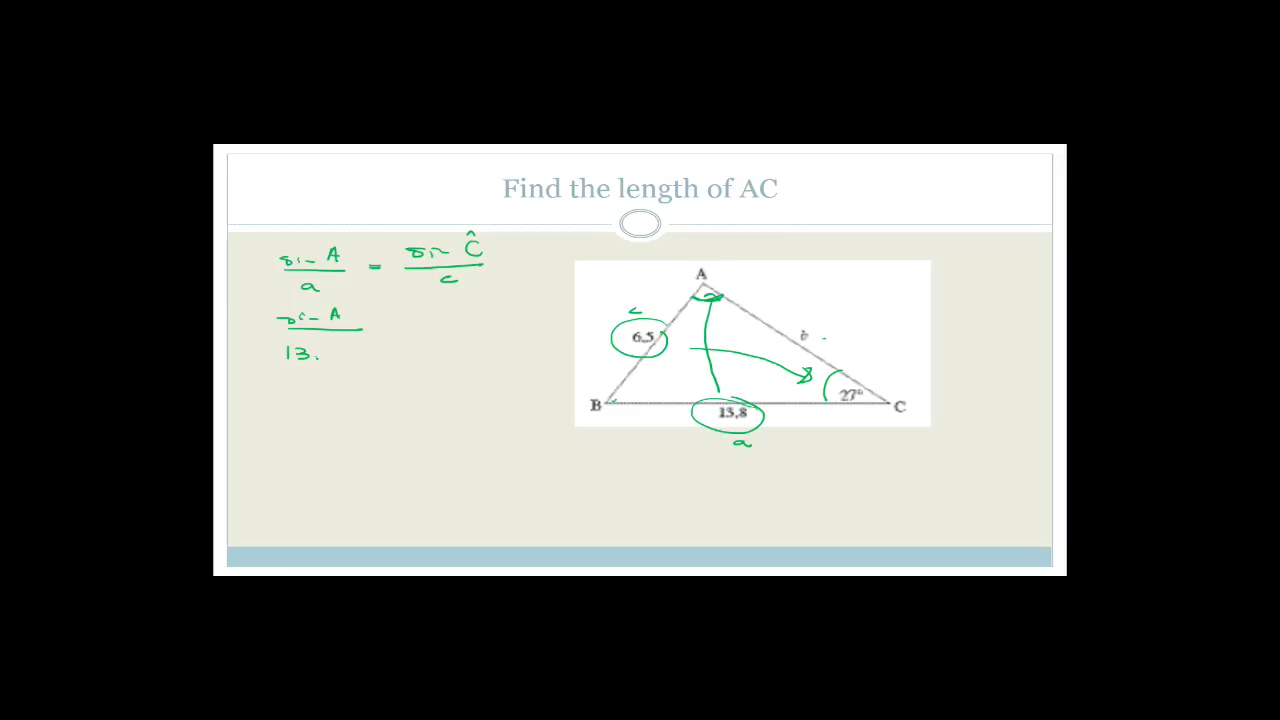 Find the length of AC
sin A / a = sin Ĉ / c
sin A / 13.
A
c
6.5
b
B
27°
C
13,8
a